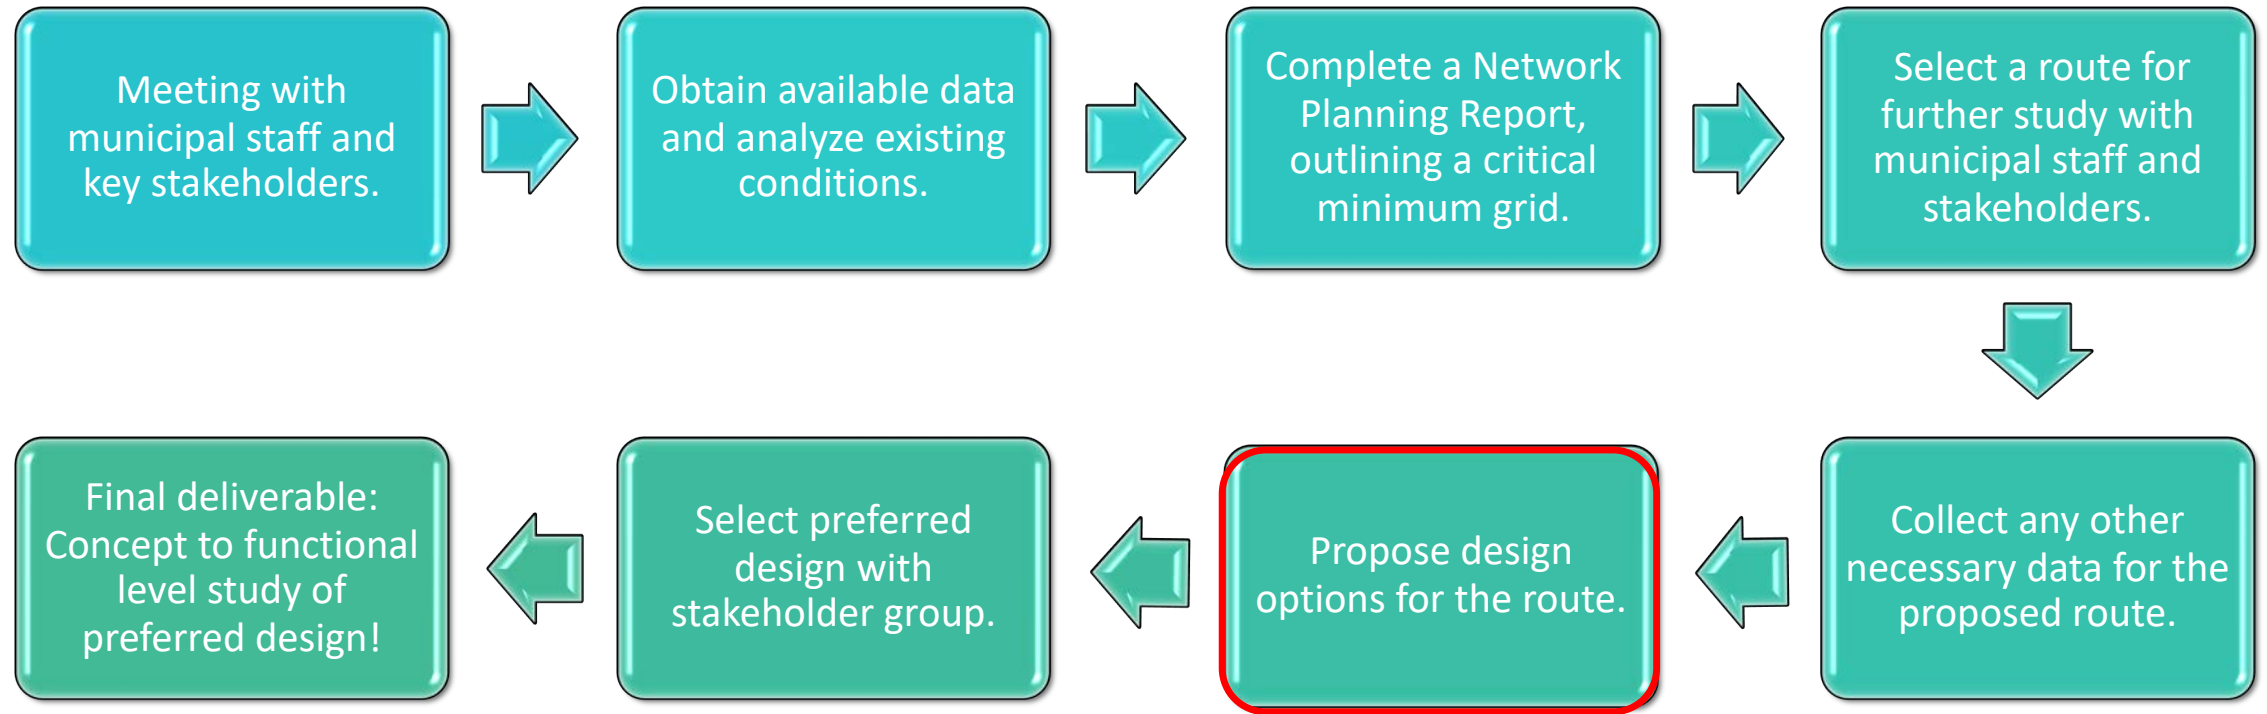 Meeting with
municipal staff and
key stakeholders.
Obtain available data
and analyze existing
conditions.
Complete a Network
Planning Report,
outlining a critical
minimum grid.
Select a route for
further study with
municipal staff and
stakeholders.
Collect any other
necessary data for the
proposed route.
Propose design
options for the route.
Select preferred
design with
stakeholder group.
Final deliverable:
Concept to functional
level study of
preferred design!